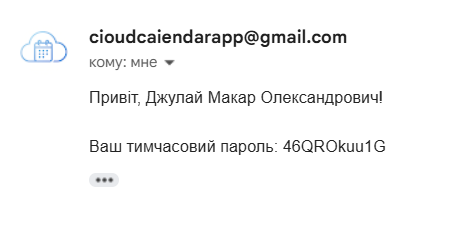 cioudcaiendarapp@gmail.com
кому: мне
Привіт, Джулай Макар Олександрович!
Ваш тимчасовий пароль: 46QROkuu1G